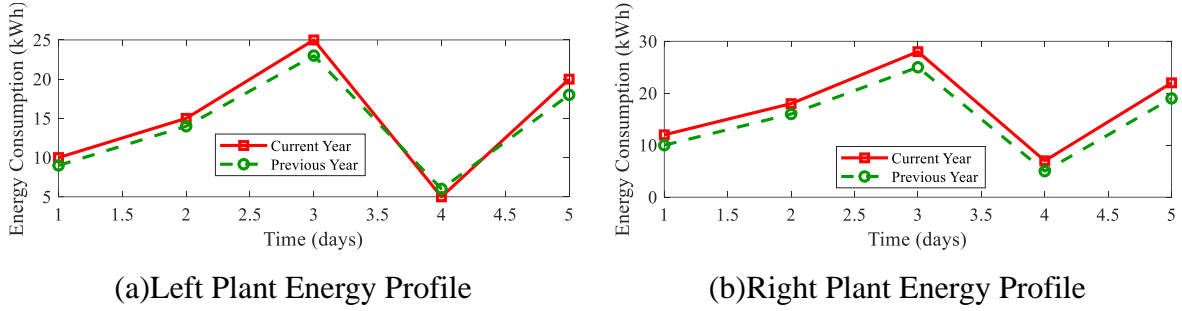 Energy Consumption (kWh)
25
20
15
10
5
1
1.5
2
2.5
3
3.5
4
4.5
5
Time (days)
Current Year
Previous Year
(a)Left Plant Energy Profile
Energy Consumption (kWh)
30
20
10
0
1
1.5
2
2.5
3
3.5
4
4.5
5
Time (days)
Current Year
Previous Year
(b)Right Plant Energy Profile